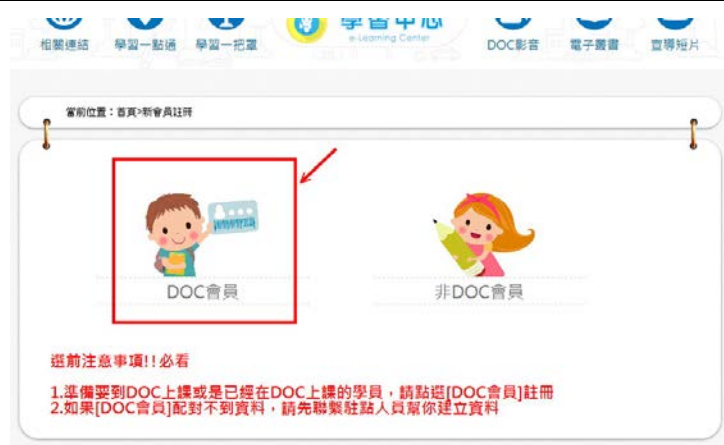 學習中心
e-Learning Center
相關連結 學習一點通 學習一把罩 DOC影音 電子叢書 宣導短片
當前位置：首頁>新會員註冊
DOC會員 非DOC會員
選前注意事項!!必看
1.準備要到DOC上課或是已經在DOC上課的學員，請點選[DOC會員]註冊
2.如果[DOC會員]配對不到資料，請先聯繫駐點人員幫你建立資料